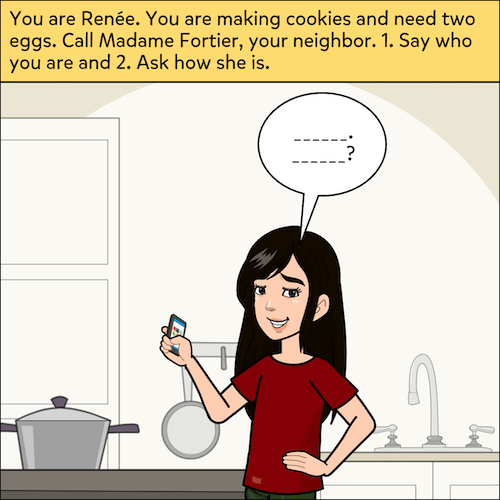 You are Renée. You are making cookies and need two
eggs. Call Madame Fortier, your neighbor. 1. Say who
you are and 2. Ask how she is.
______.
______?